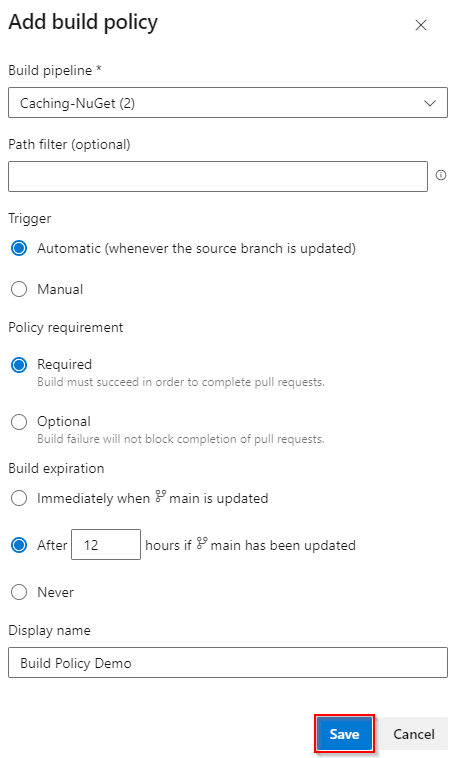 Add build policy
Build pipeline *
Caching-NuGet (2)
Path filter (optional)
Trigger
Automatic (whenever the source branch is updated)
Manual
Policy requirement
Required
Build must succeed in order to complete pull requests.
Optional
Build failure will not block completion of pull requests.
Build expiration
Immediately when main is updated
After 12 hours if main has been updated
Never
Display name
Build Policy Demo
Save Cancel